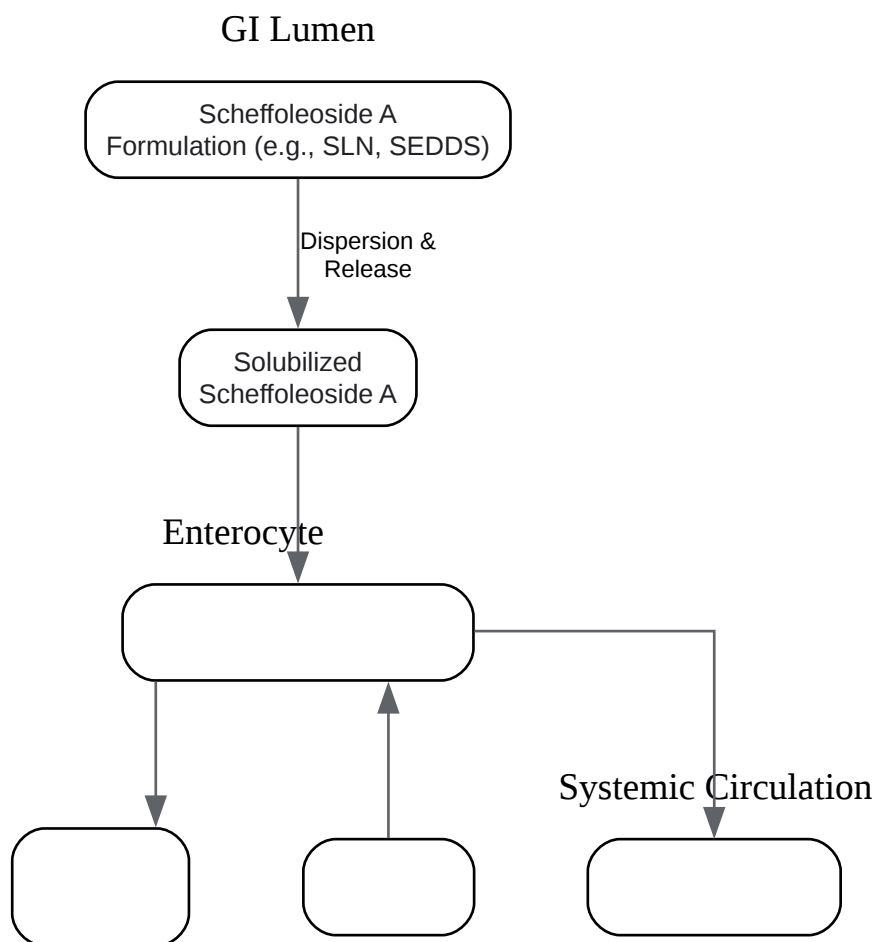 GI Lumen
Scheffoleoside A
Formulation (e.g., SLN, SEDDS)
Dispersion &
Release
Solubilized
Scheffoleoside A
Enterocyte
Systemic Circulation